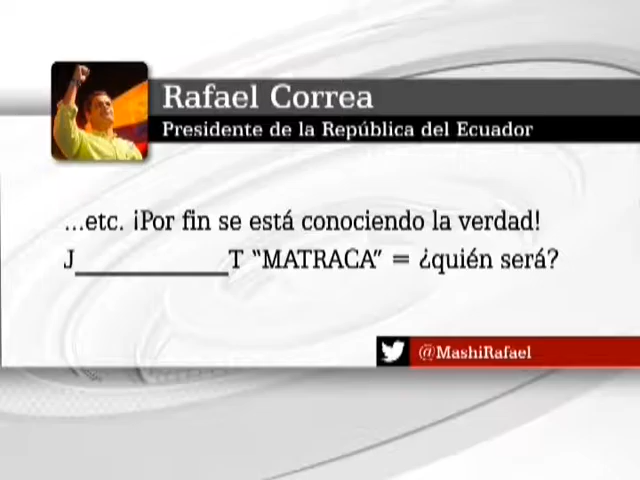 Rafael Correa
Presidente de la República del Ecuador
...etc. ¡Por fin se está conociendo la verdad!
J____________T “MATRACA” = ¿quién será?
@MashiRafael